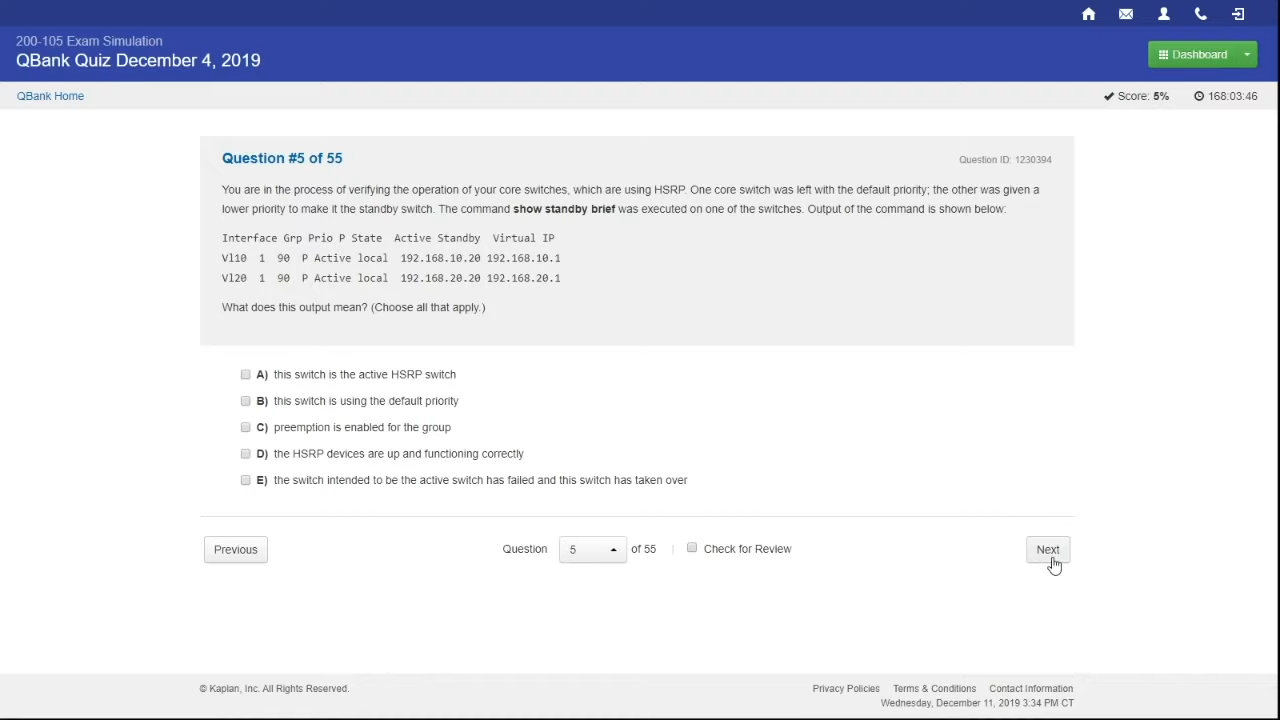 200-105 Exam Simulation
QBank Quiz December 4, 2019
Dashboard
QBank Home
Score: 5%
168:03:46
Question #5 of 55
Question ID: 1230394
You are in the process of verifying the operation of your core switches, which are using HSRP. One core switch was left with the default priority; the other was given a
lower priority to make it the standby switch. The command show standby brief was executed on one of the switches. Output of the command is shown below:
Interface Grp Prio P State Active Standby Virtual IP
Vl10 1 90 P Active local 192.168.10.20 192.168.10.1
Vl20 1 90 P Active local 192.168.20.20 192.168.20.1
What does this output mean? (Choose all that apply.)
A) this switch is the active HSRP switch
B) this switch is using the default priority
C) preemption is enabled for the group
D) the HSRP devices are up and functioning correctly
E) the switch intended to be the active switch has failed and this switch has taken over
Previous
Question 5 of 55 | Check for Review
Next
© Kaplan, Inc. All Rights Reserved.
Privacy Policies Terms & Conditions Contact Information
Wednesday, December 11, 2019 3:34 PM CT